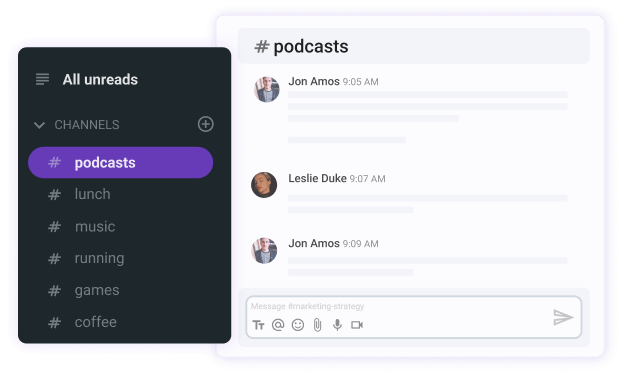 All unreads
CHANNELS
# podcasts
# lunch
# music
# running
# games
# coffee
# podcasts
Jon Amos 9:05 AM
Leslie Duke 9:07 AM
Jon Amos 9:09 AM
Message #marketing-strategy
Tт @